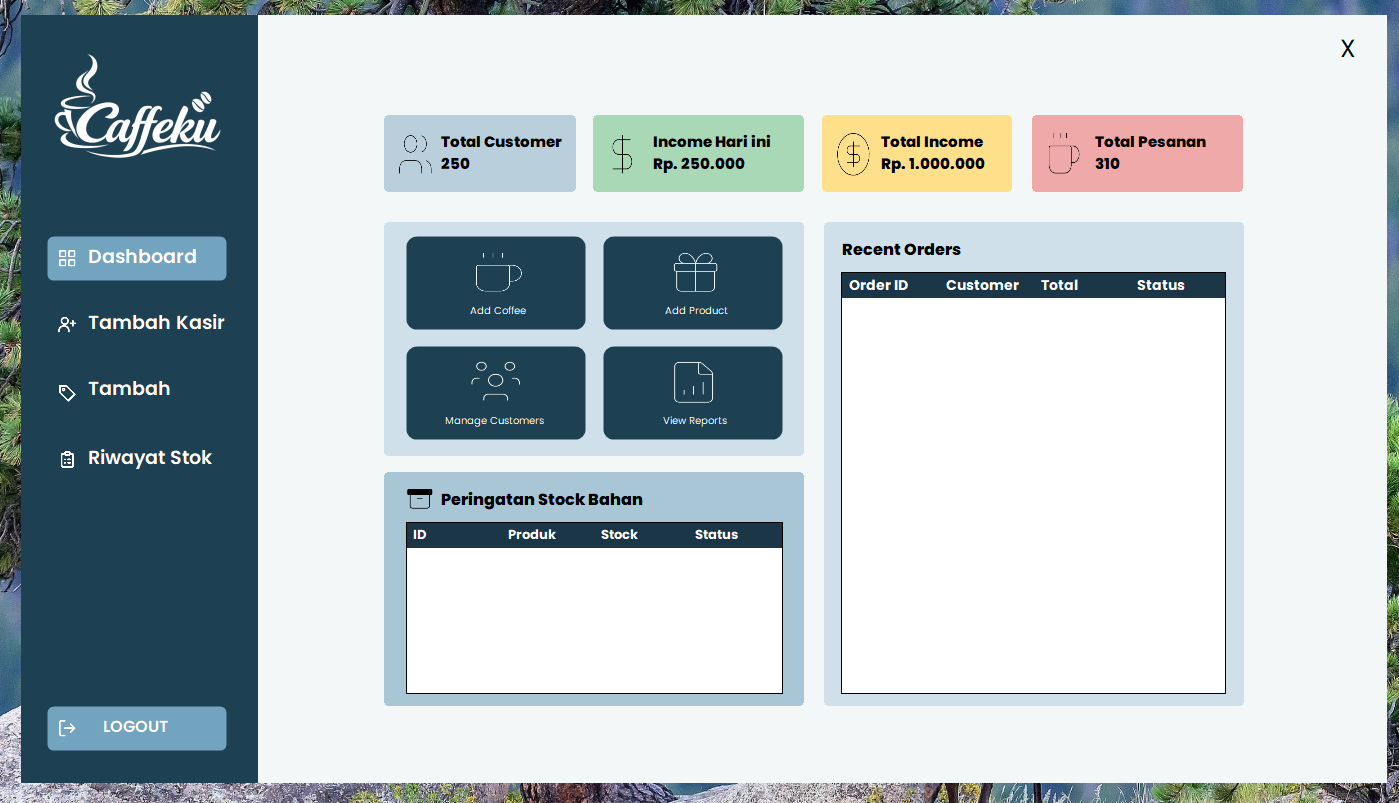 Caffeku
X
Dashboard
Tambah Kasir
Tambah
Riwayat Stok
LOGOUT
Total Customer
250
Income Hari ini
Rp. 250.000
Total Income
Rp. 1.000.000
Total Pesanan
310
Add Coffee
Add Product
Manage Customers
View Reports
Peringatan Stock Bahan
ID Produk Stock Status
Recent Orders
Order ID Customer Total Status